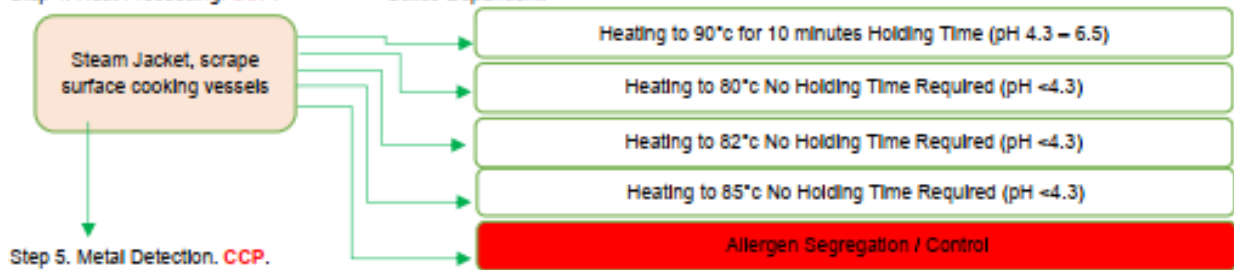 Heating to 90°c for 10 minutes Holding Time (pH 4.3 – 6.5)
Steam Jacket, scrape
surface cooking vessels
Heating to 80°c No Holding Time Required (pH <4.3)
Heating to 82°c No Holding Time Required (pH <4.3)
Heating to 85°c No Holding Time Required (pH <4.3)
Allergen Segregation / Control
Step 5. Metal Detection. CCP.